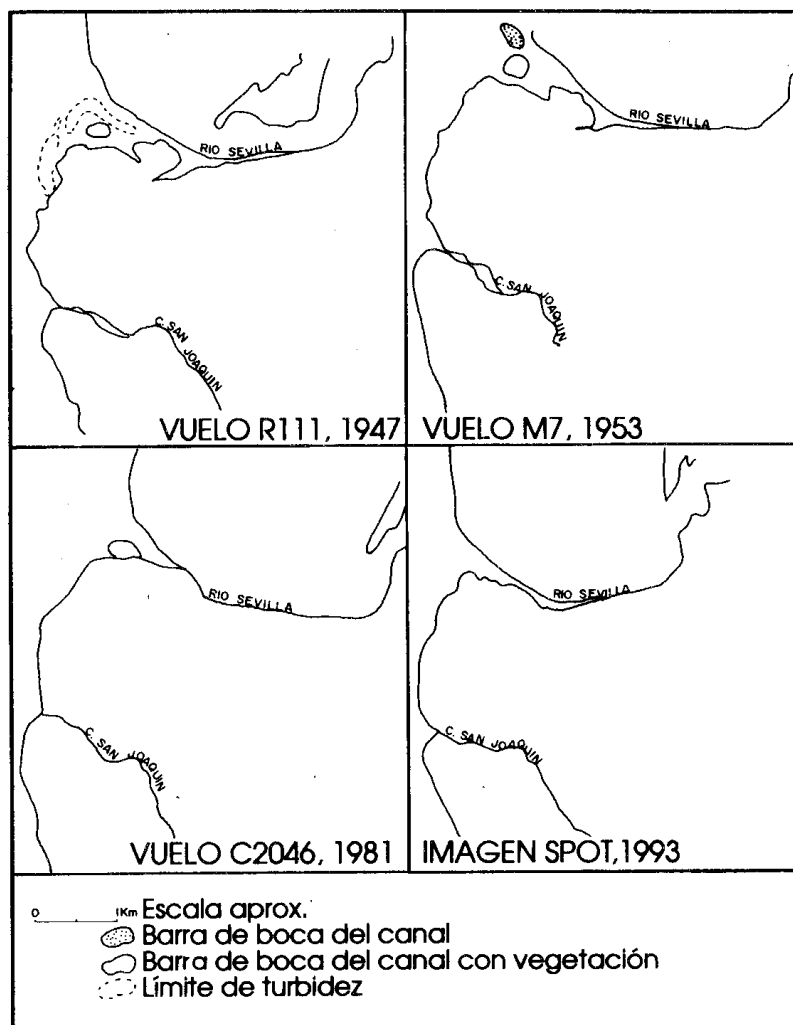 RIO SEVILLA
C. SAN JOAQUIN
VUELO R111, 1947
RIO SEVILLA
C. SAN JOAQUIN
VUELO M7, 1953
RIO SEVILLA
C. SAN JOAQUIN
VUELO C2046, 1981
RIO SEVILLA
C. SAN JOAQUIN
IMAGEN SPOT,1993
0 1Km Escala aprox.
Barra de boca del canal
Barra de boca del canal con vegetación
Límite de turbidez